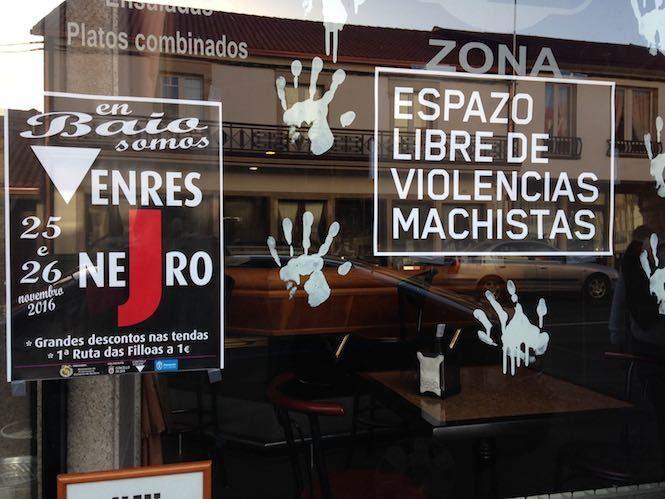 Ensaladas
Platos combinados
ZONA
en
Baio
somos
VENRES
NEJRO
25
e
26
novembro
2016
* Grandes descontos nas tendas
* 1ª Ruta das Filloas a 1€
ESPAZO
LIBRE DE
VIOLENCIAS
MACHISTAS